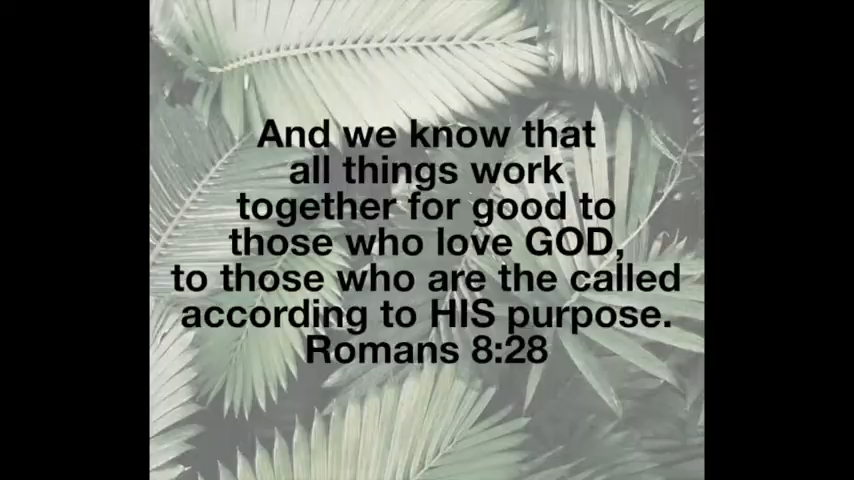 And we know that
all things work
together for good to
those who love GOD,
to those who are the called
according to HIS purpose.
Romans 8:28